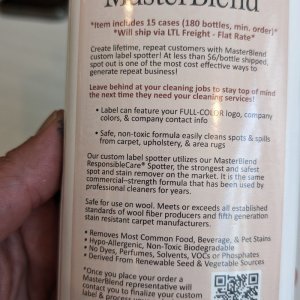 MasterBlend
*Item includes 15 cases (180 bottles, min. order)*
*Will ship via LTL Freight - Flat Rate*
Create lifetime, repeat customers with MasterBlend
custom label spotter! At less than $6/bottle shipped,
spot out is one of the most cost effective ways to
generate repeat business!
Leave behind at your cleaning jobs to stay top of mind
the next time they need your cleaning services!
• Label can feature your FULL-COLOR logo, company
colors, & company contact info
• Safe, non-toxic formula easily cleans spots & spills
from carpet, upholstery, & area rugs
Our custom label spotter utilizes our MasterBlend
ResponsibleCare® Spotter, the strongest and safest
spot and stain remover on the market. It is the same
commercial-strength formula that has been used by
professional cleaners for years.
Safe for use on wool. Meets or exceeds all established
standards of wool fiber producers and fifth generation
stain resistant carpet manufacturers.
• Removes Most Common Food, Beverage, & Pet Stains
• Hypo-Allergenic, Non-Toxic Biodegradable
• No Dyes, Perfumes, Solvents, VOCs or Phosphates
• Derived From Renewable Seed & Vegetable Sources
*Once you place your order a
MasterBlend representative will
contact you to finalize your custom
label & process your